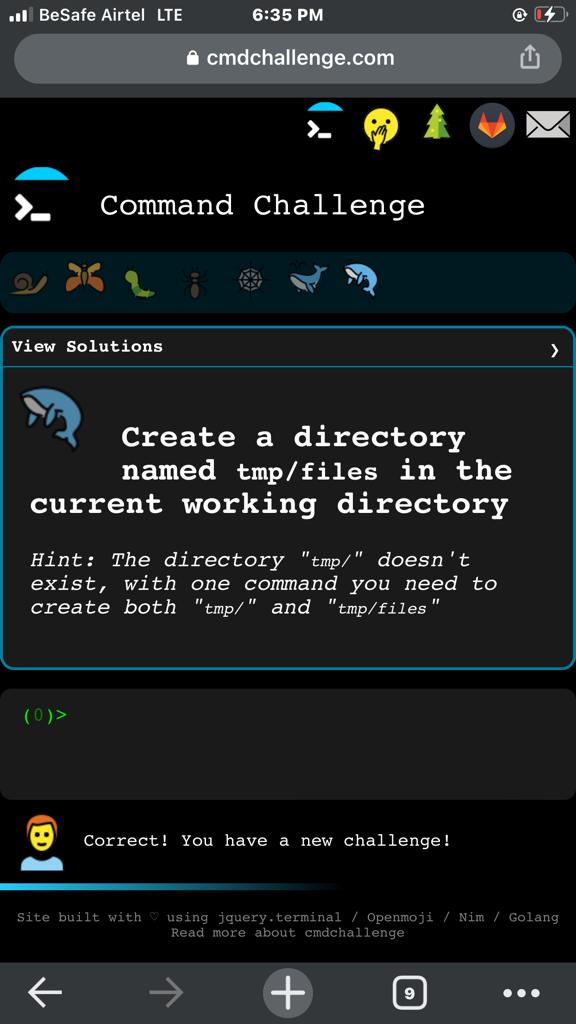 BeSafe Airtel LTE 6:35 PM
cmdchallenge.com
Command Challenge
View Solutions
Create a directory
named tmp/files in the
current working directory
Hint: The directory "tmp/" doesn't
exist, with one command you need to
create both "tmp/" and "tmp/files"
(0)>
Correct! You have a new challenge!
Site built with ♡ using jquery.terminal / Openmoji / Nim / Golang
Read more about cmdchallenge
9